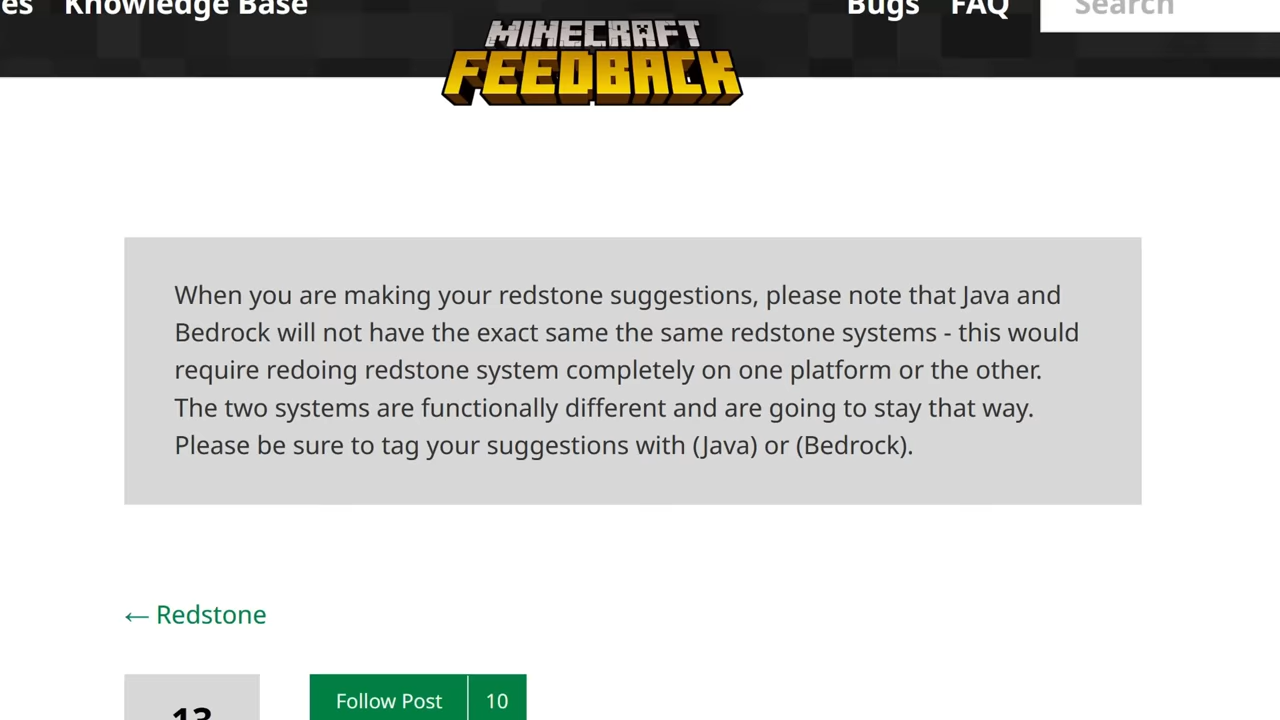 es Knowledge Base Bugs FAQ Search
MINECRAFT
FEEDBACK
When you are making your redstone suggestions, please note that Java and
Bedrock will not have the exact same the same redstone systems - this would
require redoing redstone system completely on one platform or the other.
The two systems are functionally different and are going to stay that way.
Please be sure to tag your suggestions with (Java) or (Bedrock).
← Redstone
13 Follow Post 10